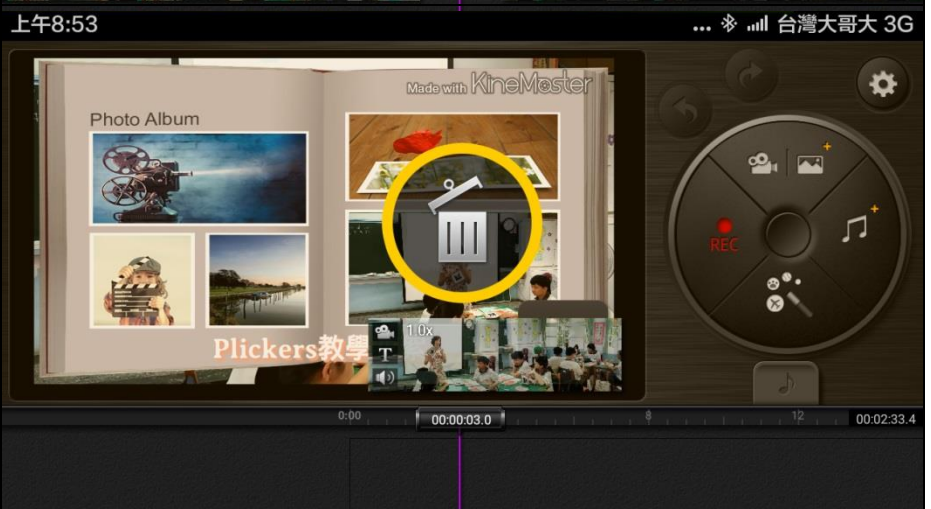 上午8:53
... 台灣大哥大 3G
Made with KineMaster
Photo Album
REC
Plickers教學
1.0x
T
0:00
00:00:03.0
8
12
00:02:33.4